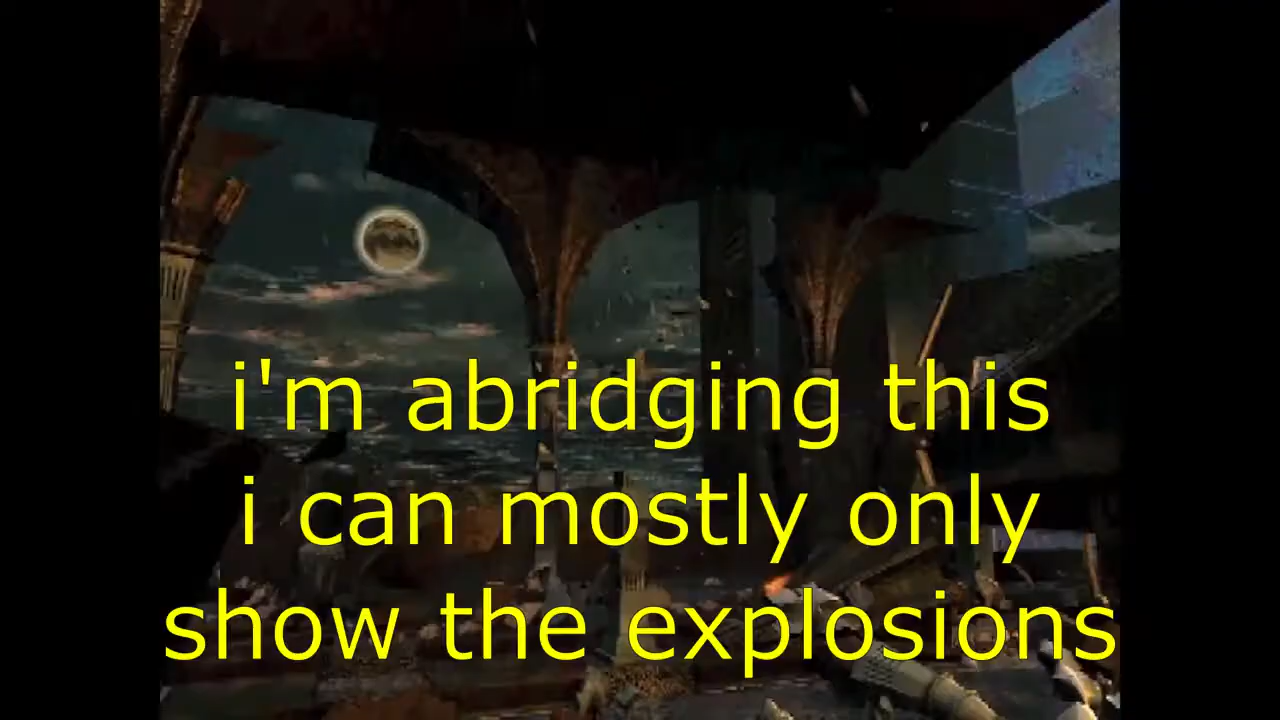 i'm abridging this
i can mostly only
show the explosions